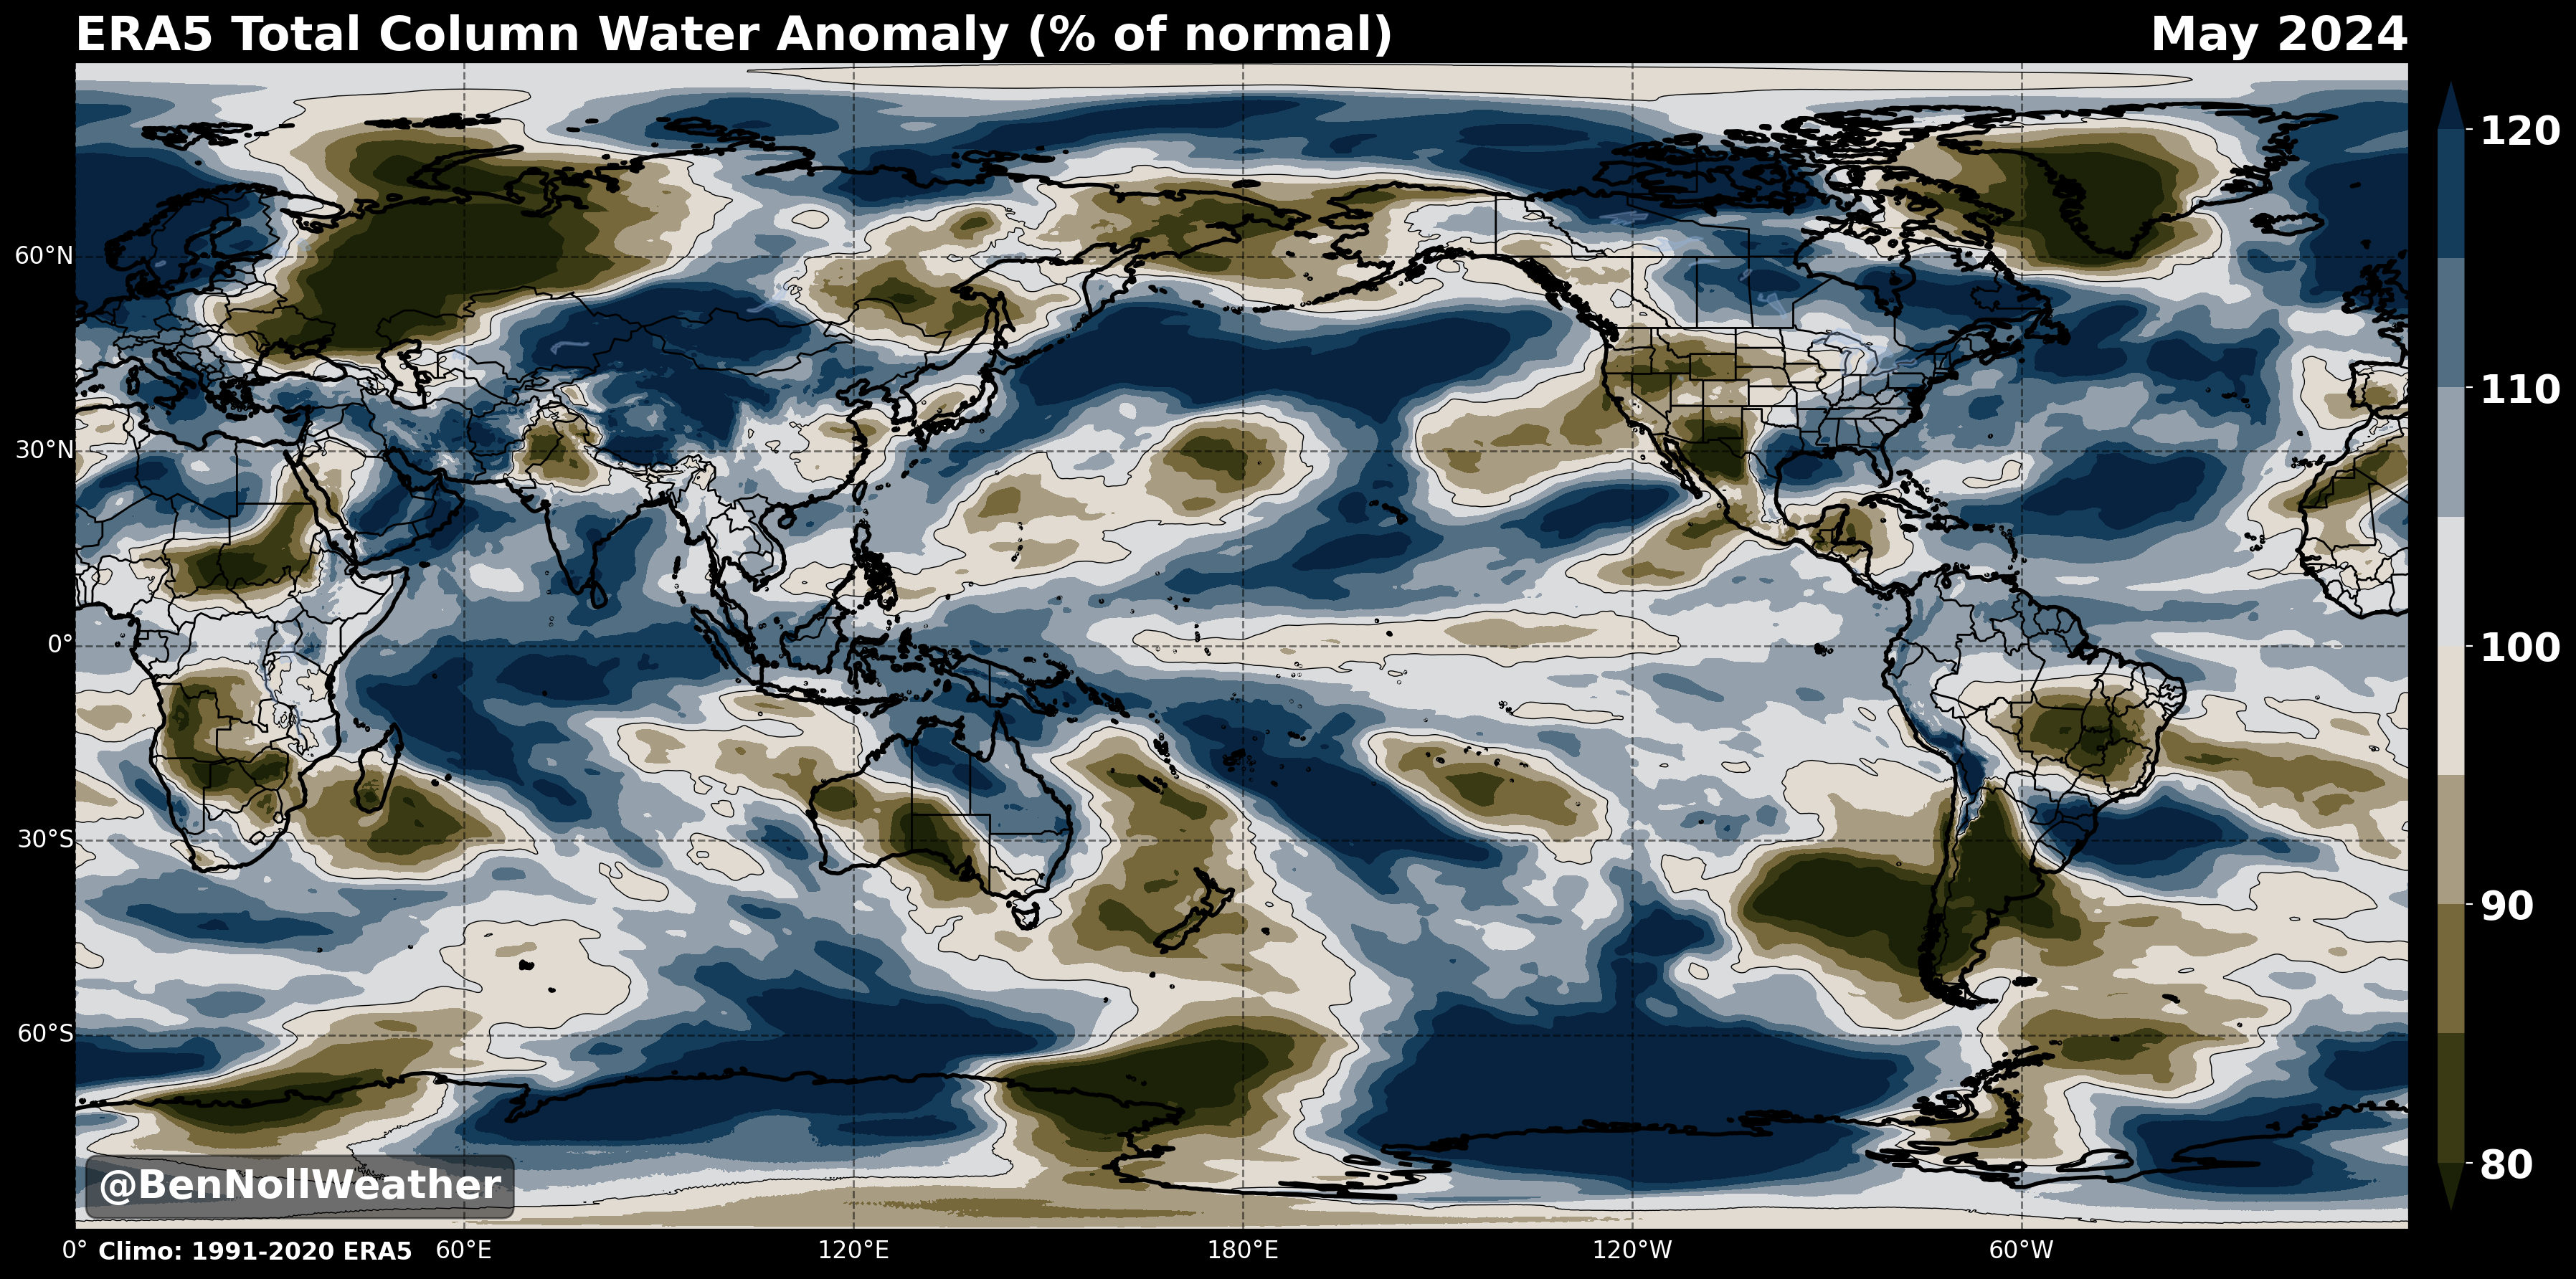 ERA5 Total Column Water Anomaly (% of normal)
May 2024
120
110
100
90
80
60°N
30°N
0°
30°S
60°S
@BenNollWeather
0°
Climo: 1991-2020 ERA5
60°E
120°E
180°E
120°W
60°W